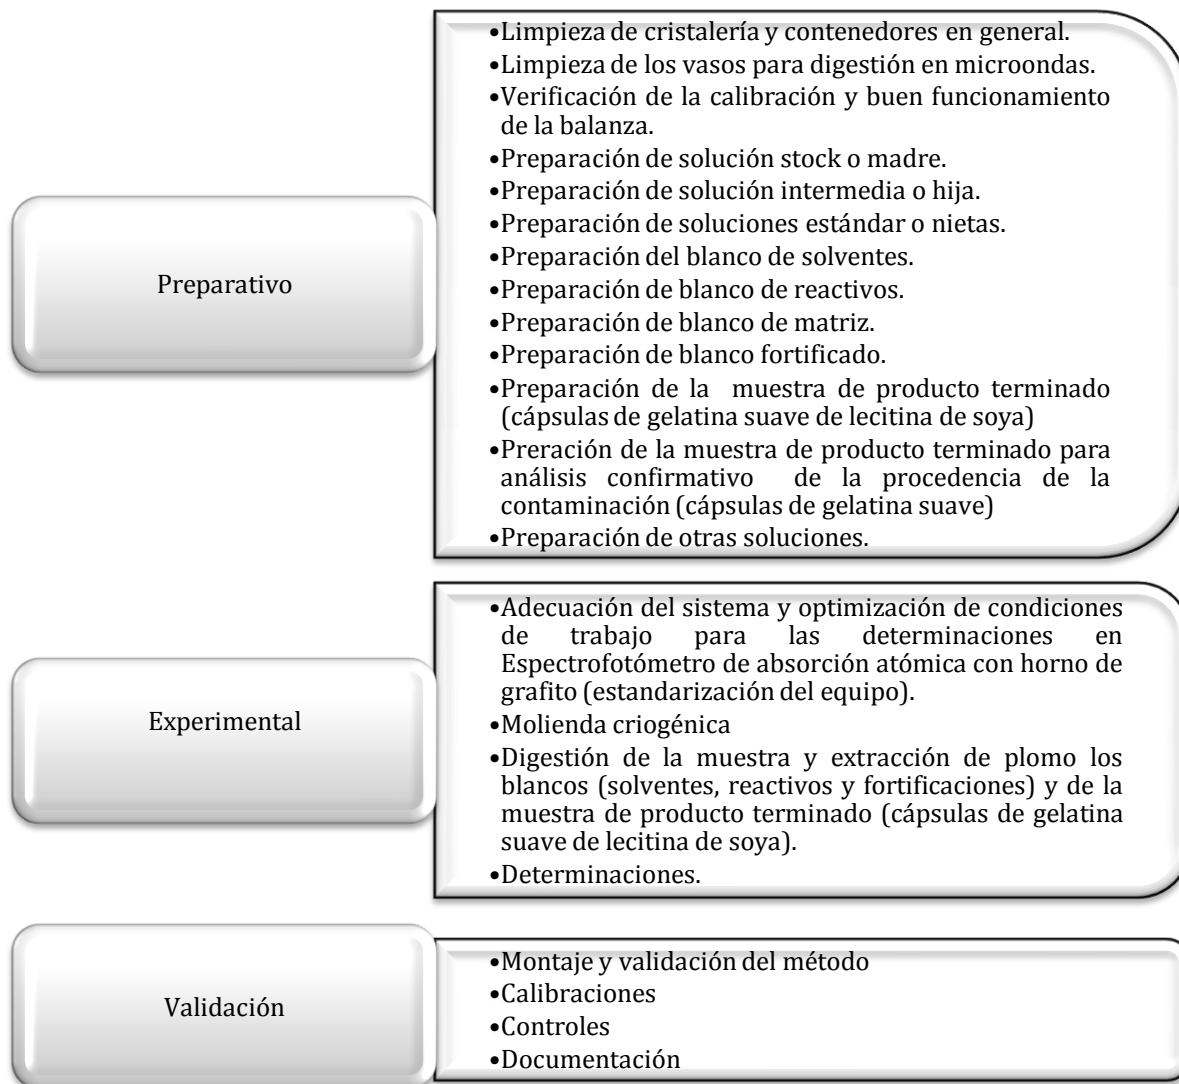 Preparativo
•Limpieza de cristalería y contenedores en general.
•Limpieza de los vasos para digestión en microondas.
•Verificación de la calibración y buen funcionamiento
de la balanza.
•Preparación de solución stock o madre.
•Preparación de solución intermedia o hija.
•Preparación de soluciones estándar o nietas.
•Preparación del blanco de solventes.
•Preparación de blanco de reactivos.
•Preparación de blanco de matriz.
•Preparación de blanco fortificado.
•Preparación de la muestra de producto terminado
(cápsulas de gelatina suave de lecitina de soya)
•Preración de la muestra de producto terminado para
análisis confirmativo de la procedencia de la
contaminación (cápsulas de gelatina suave)
•Preparación de otras soluciones.
Experimental
•Adecuación del sistema y optimización de condiciones
de trabajo para las determinaciones en
Espectrofotómetro de absorción atómica con horno de
grafito (estandarización del equipo).
•Molienda criogénica
•Digestión de la muestra y extracción de plomo los
blancos (solventes, reactivos y fortificaciones) y de la
muestra de producto terminado (cápsulas de gelatina
suave de lecitina de soya).
•Determinaciones.
Validación
•Montaje y validación del método
•Calibraciones
•Controles
•Documentación